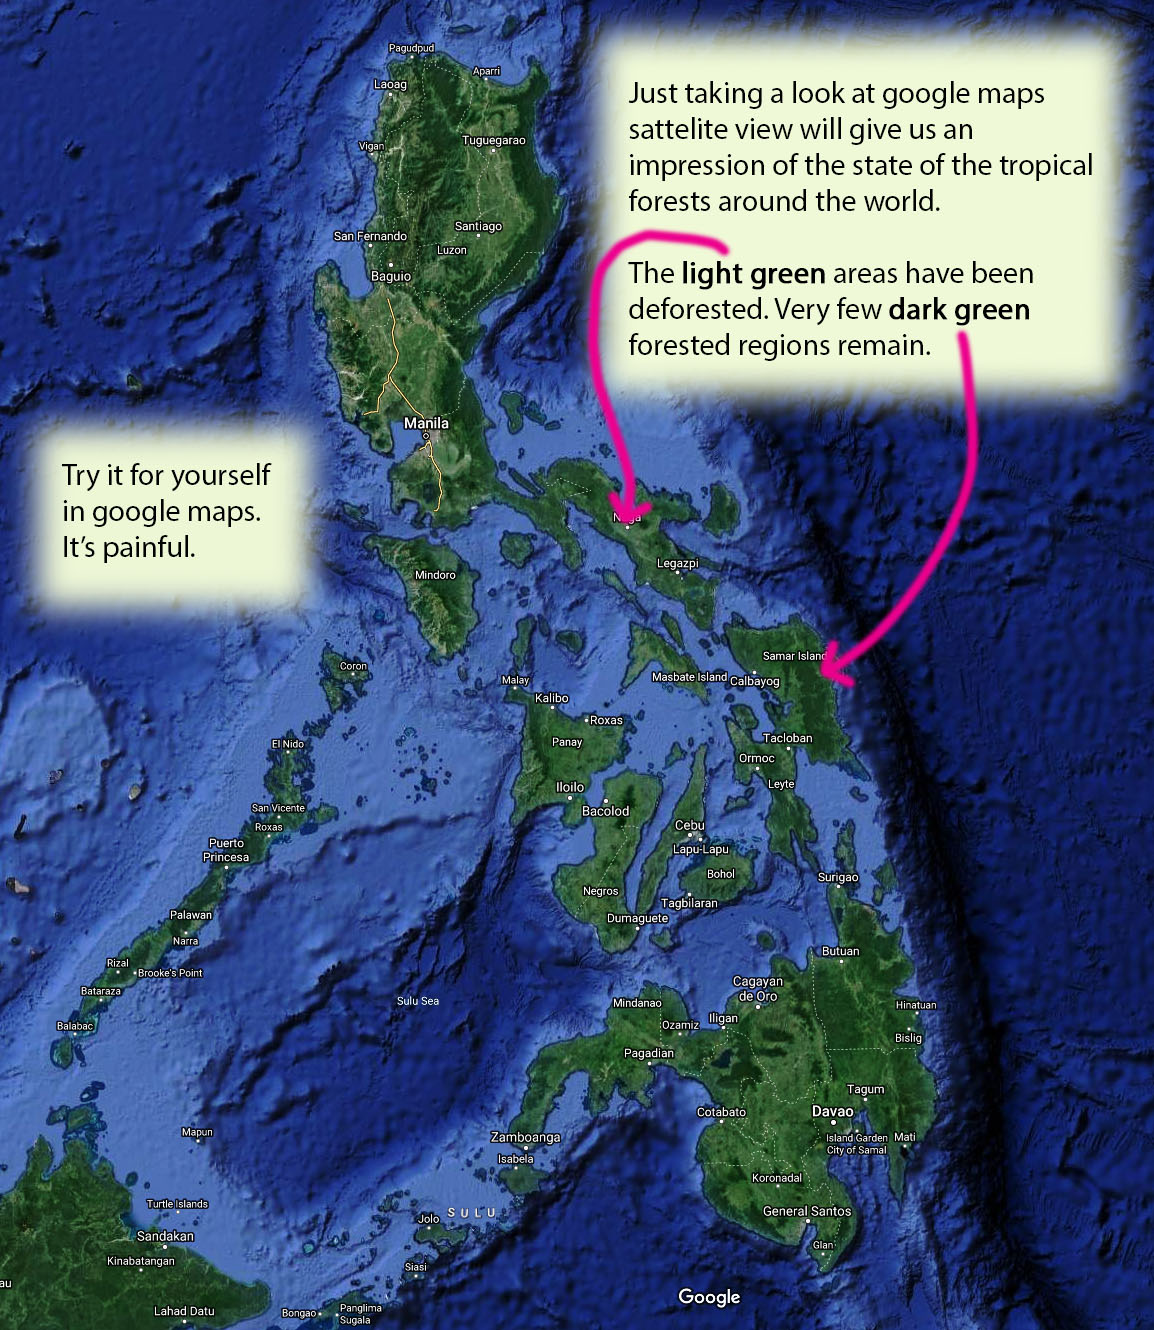 Pagudpud
Aparri
Laoag
Vigan
Tuguegarao
San Fernando
Santiago
Luzon
Baguio
Just taking a look at google maps
sattelite view will give us an
impression of the state of the tropical
forests around the world.
The light green areas have been
deforested. Very few dark green
forested regions remain.
Manila
Try it for yourself
in google maps.
It's painful.
Mindoro
Legazpi
Samar Island
Coron
Malay
Masbate Island
Calbayog
Kalibo
Roxas
El Nido
Panay
Tacloban
Ormoc
Iloilo
Leyte
Bacolod
San Vicente
Roxas
Cebu
Puerto
Princesa
Lapu-Lapu
Bohol
Surigao
Negros
Tagbilaran
Palawan
Dumaguete
Narra
Butuan
Rizal
Brooke's Point
Cagayan
de Oro
Bataraza
Sulu Sea
Mindanao
Hinatuan
Iligan
Balabac
Ozamiz
Bislig
Pagadian
Tagum
Cotabato
Davao
Mapun
Zamboanga
Island Garden
City of Samal
Mati
Isabela
Koronadal
Turtle Islands
SULU
Jolo
General Santos
Sandakan
Glan
Kinabatangan
Siasi
au
Google
Lahad Datu
Bongao
Panglima
Sugala